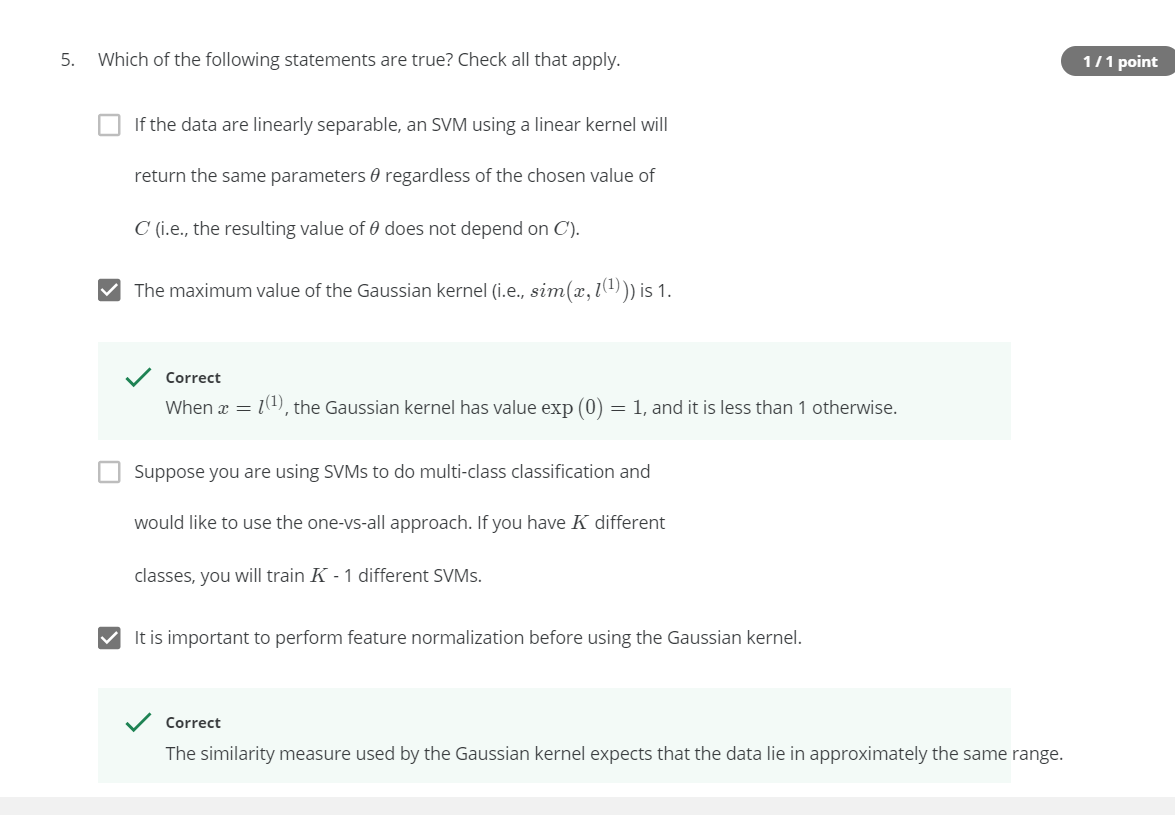 5. Which of the following statements are true? Check all that apply.
1 / 1 point
If the data are linearly separable, an SVM using a linear kernel will
return the same parameters θ regardless of the chosen value of
C (i.e., the resulting value of θ does not depend on C).
The maximum value of the Gaussian kernel (i.e., sim(x, l^(1))) is 1.
Correct
When x = l^(1), the Gaussian kernel has value exp (0) = 1, and it is less than 1 otherwise.
Suppose you are using SVMs to do multi-class classification and
would like to use the one-vs-all approach. If you have K different
classes, you will train K - 1 different SVMs.
It is important to perform feature normalization before using the Gaussian kernel.
Correct
The similarity measure used by the Gaussian kernel expects that the data lie in approximately the same range.